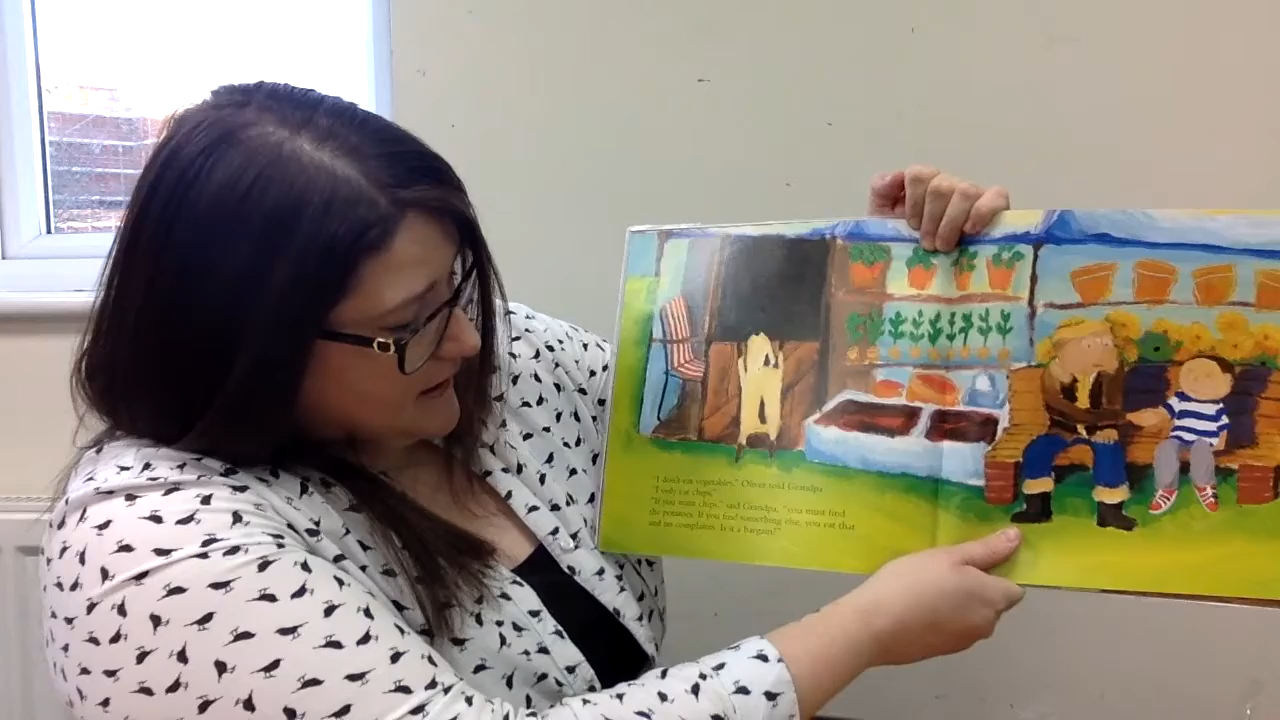 "I don't eat vegetables," Oliver told Grandpa.
"I only eat chips."
"If you want chips," said Grandpa, "you must find
the potatoes. If you find something else, you eat that
and no complaints. Is it a bargain?"